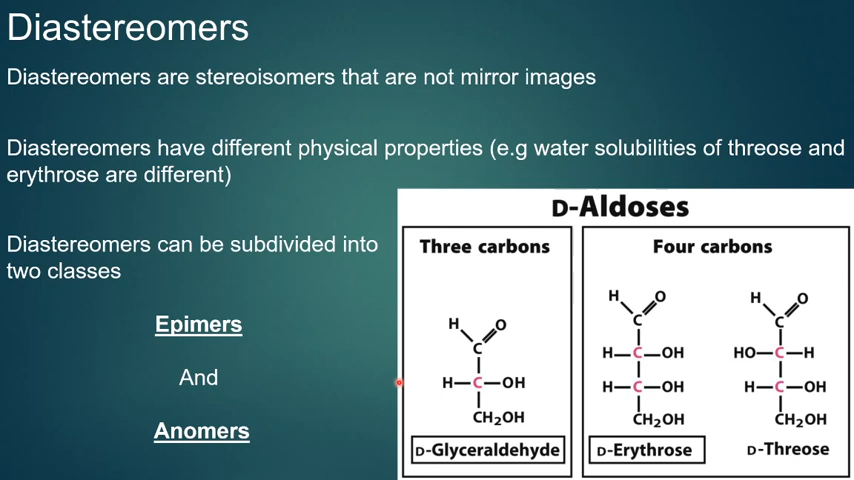 Diastereomers
Diastereomers are stereoisomers that are not mirror images
Diastereomers have different physical properties (e.g water solubilities of threose and
erythrose are different)
Diastereomers can be subdivided into
two classes
Epimers
And
Anomers
D-Aldoses
Three carbons
H O
C
H—C—OH
CH2OH
D-Glyceraldehyde
Four carbons
H O
C
H—C—OH
H—C—OH
CH2OH
D-Erythrose
H O
C
HO—C—H
H—C—OH
CH2OH
D-Threose